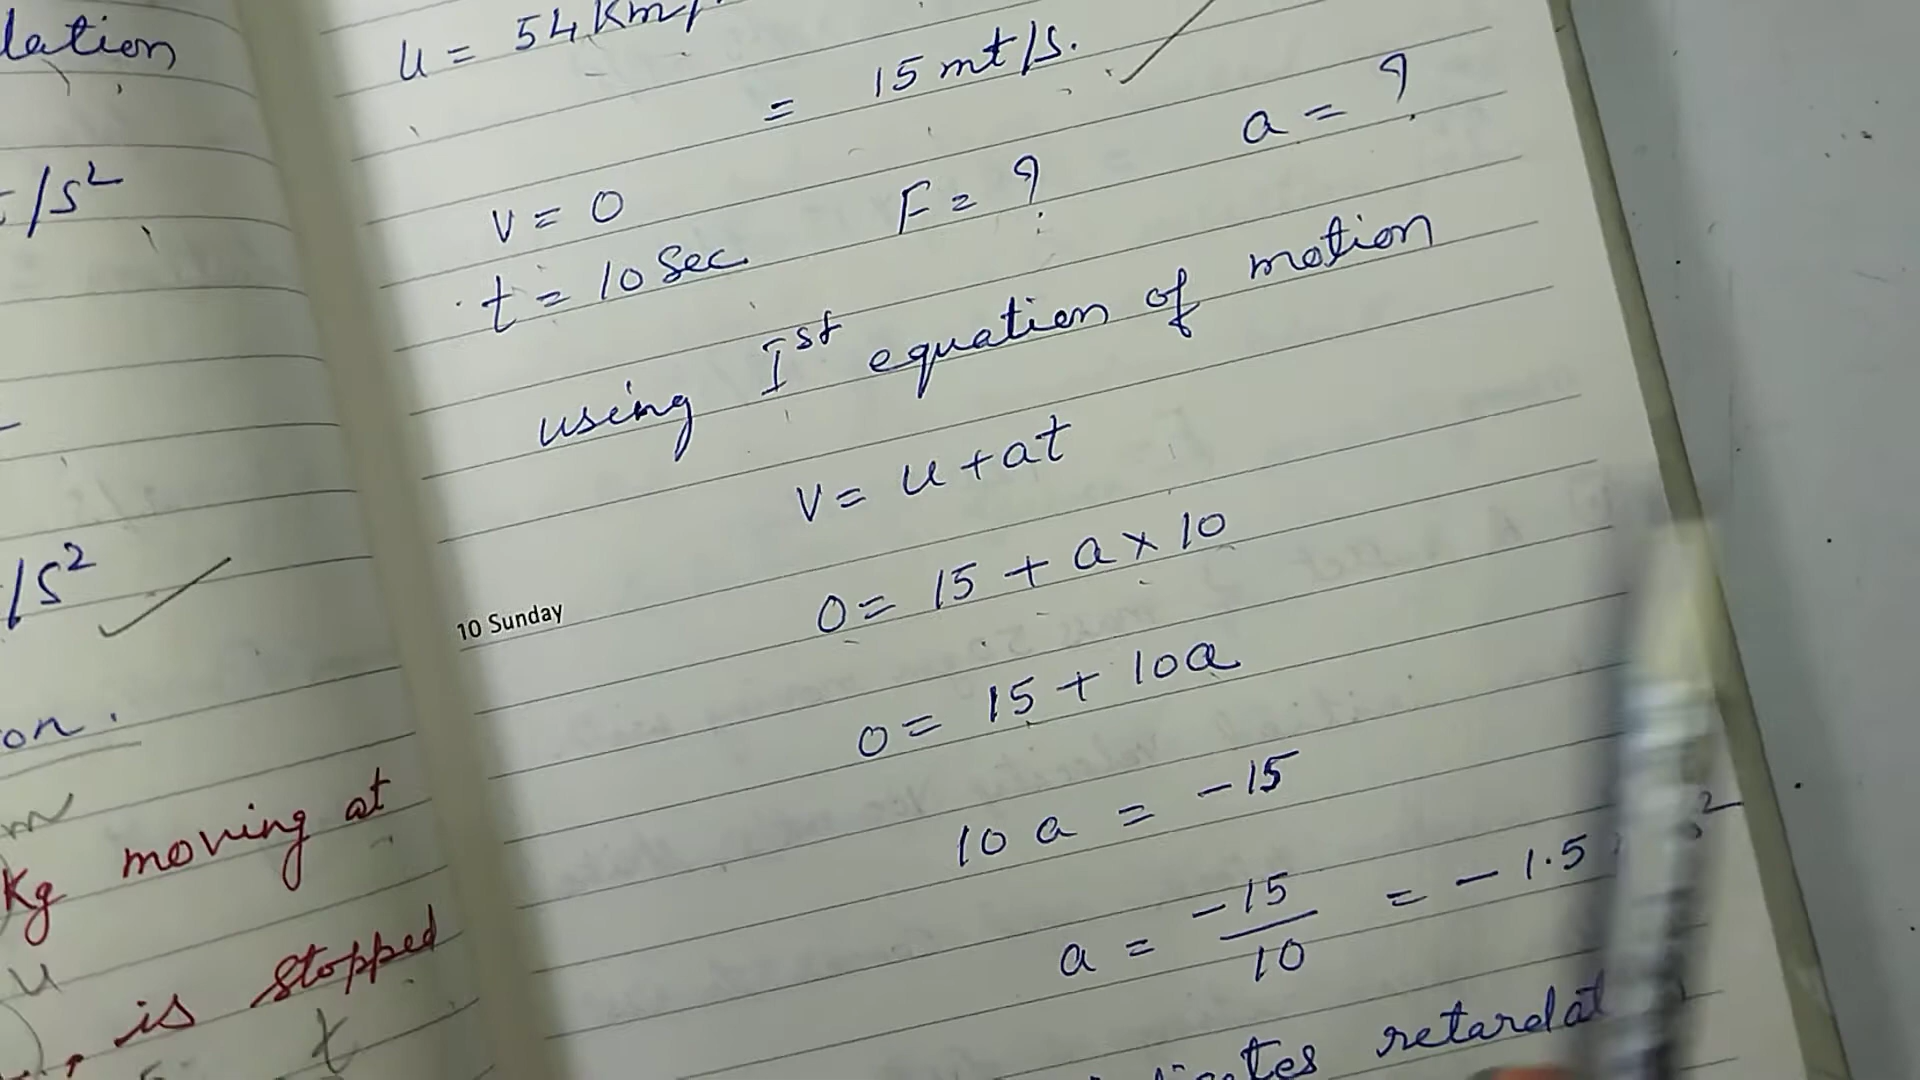 lation
/s²
/s²
on.
Kg moving at
u
is stopped
t
u = 54 Km/
= 15 mt/s.
v = 0 F = ? a = ?
t = 10 Sec
using Iˢᵗ equation of motion
v = u + at
0 = 15 + a × 10
10 Sunday
0 = 15 + 10a
10 a = -15
a = -15/10 = -1.5
retardat